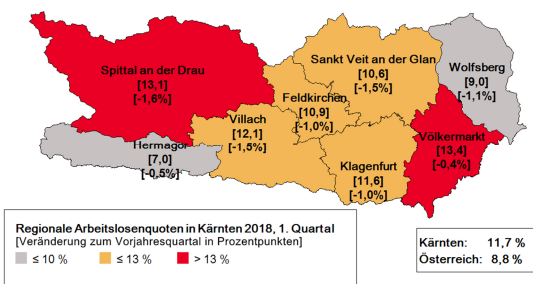 Spittal an der Drau
[13,1]
[-1,6%]
Sankt Veit an der Glan
[10,6]
[-1,5%]
Wolfsberg
[9,0]
[-1,1%]
Feldkirchen
[10,9]
[-1,0%]
Villach
[12,1]
[-1,5%]
Völkermarkt
[13,4]
[-0,4%]
Hermagor
[7,0]
[-0,5%]
Klagenfurt
[11,6]
[-1,0%]
Regionale Arbeitslosenquoten in Kärnten 2018, 1. Quartal
[Veränderung zum Vorjahresquartal in Prozentpunkten]
≤ 10 % ≤ 13 % > 13 %
Kärnten: 11,7 %
Österreich: 8,8 %